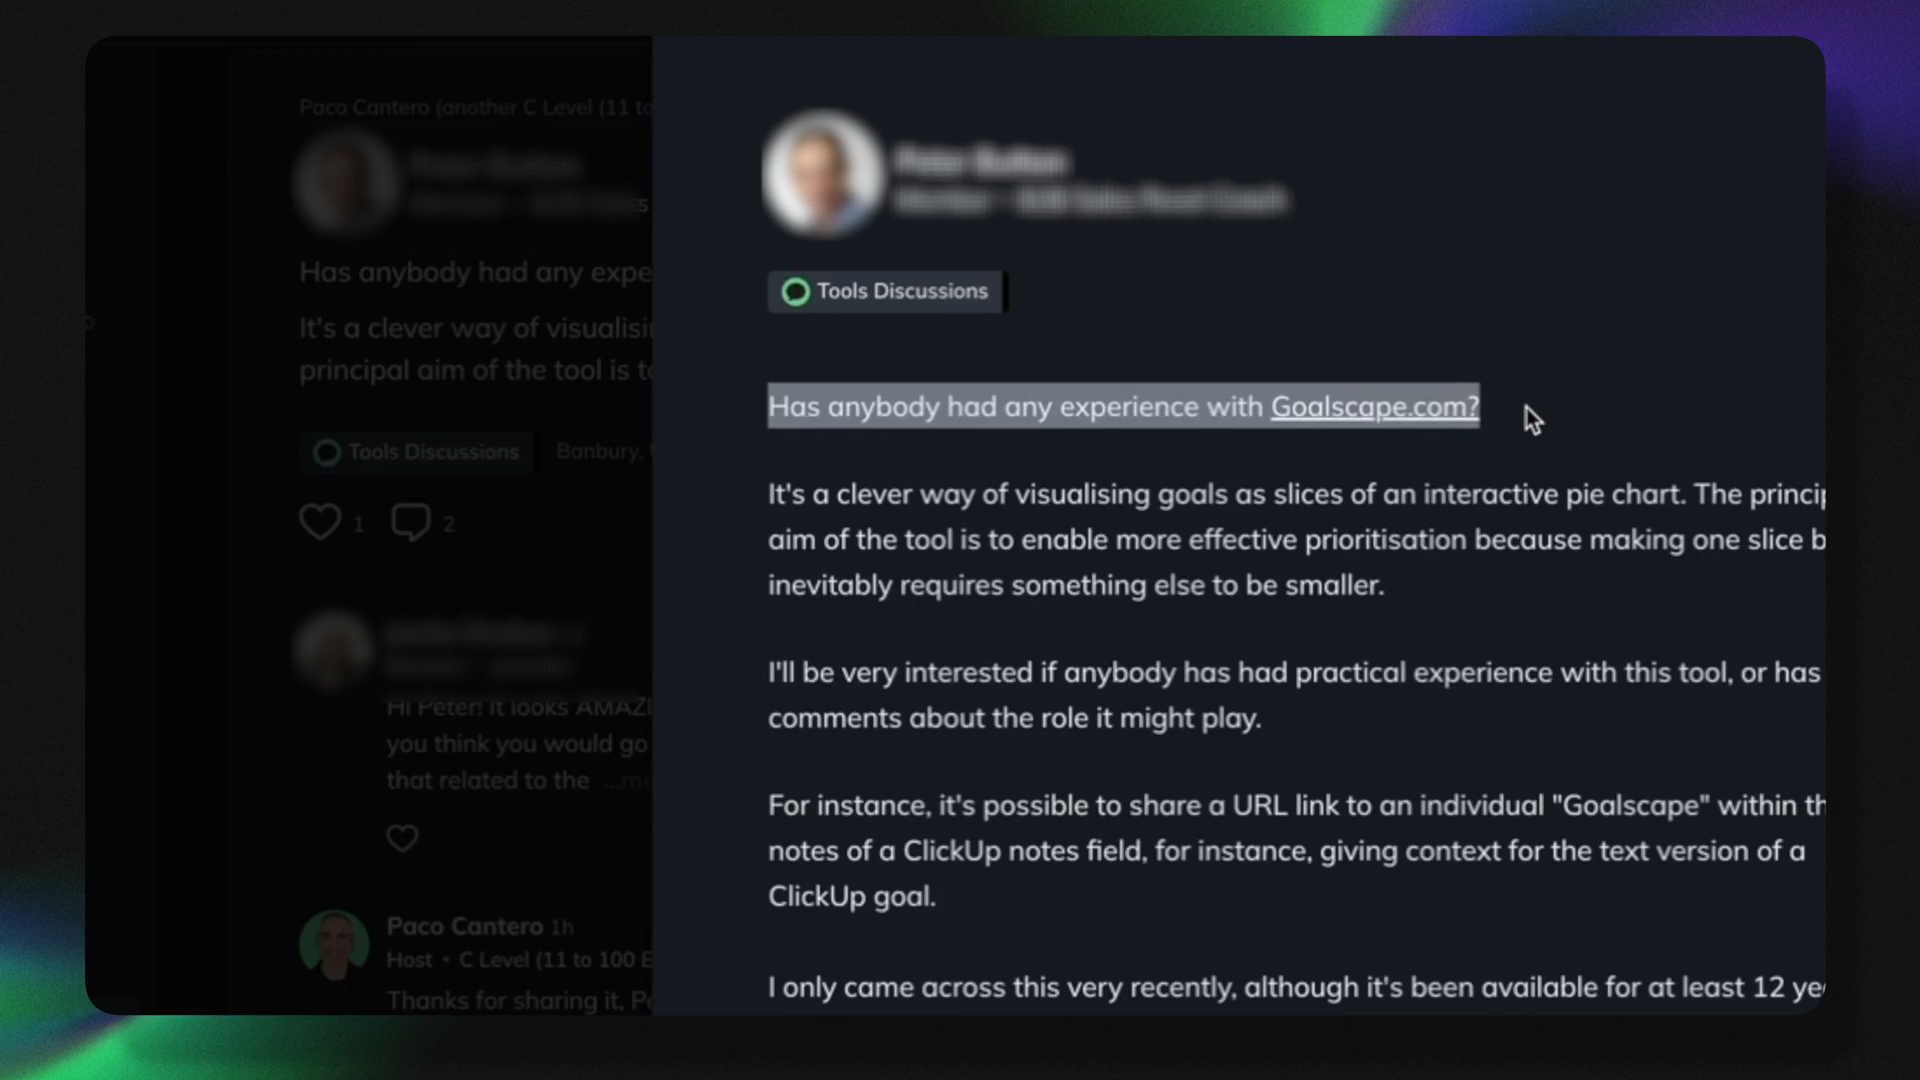 Paco Cantero (another C Level (11 to
Has anybody had any expe
It's a clever way of visualisi
principal aim of the tool is to
Tools Discussions Banbury,
1 2
Hi Peter! It looks AMAZI
you think you would go
that related to the ...mo
Paco Cantero 1h
Host • C Level (11 to 100 E
Thanks for sharing it, Pe
Tools Discussions
Has anybody had any experience with Goalscape.com?
It's a clever way of visualising goals as slices of an interactive pie chart. The princip
aim of the tool is to enable more effective prioritisation because making one slice b
inevitably requires something else to be smaller.
I'll be very interested if anybody has had practical experience with this tool, or has
comments about the role it might play.
For instance, it's possible to share a URL link to an individual "Goalscape" within th
notes of a ClickUp notes field, for instance, giving context for the text version of a
ClickUp goal.
I only came across this very recently, although it's been available for at least 12 ye